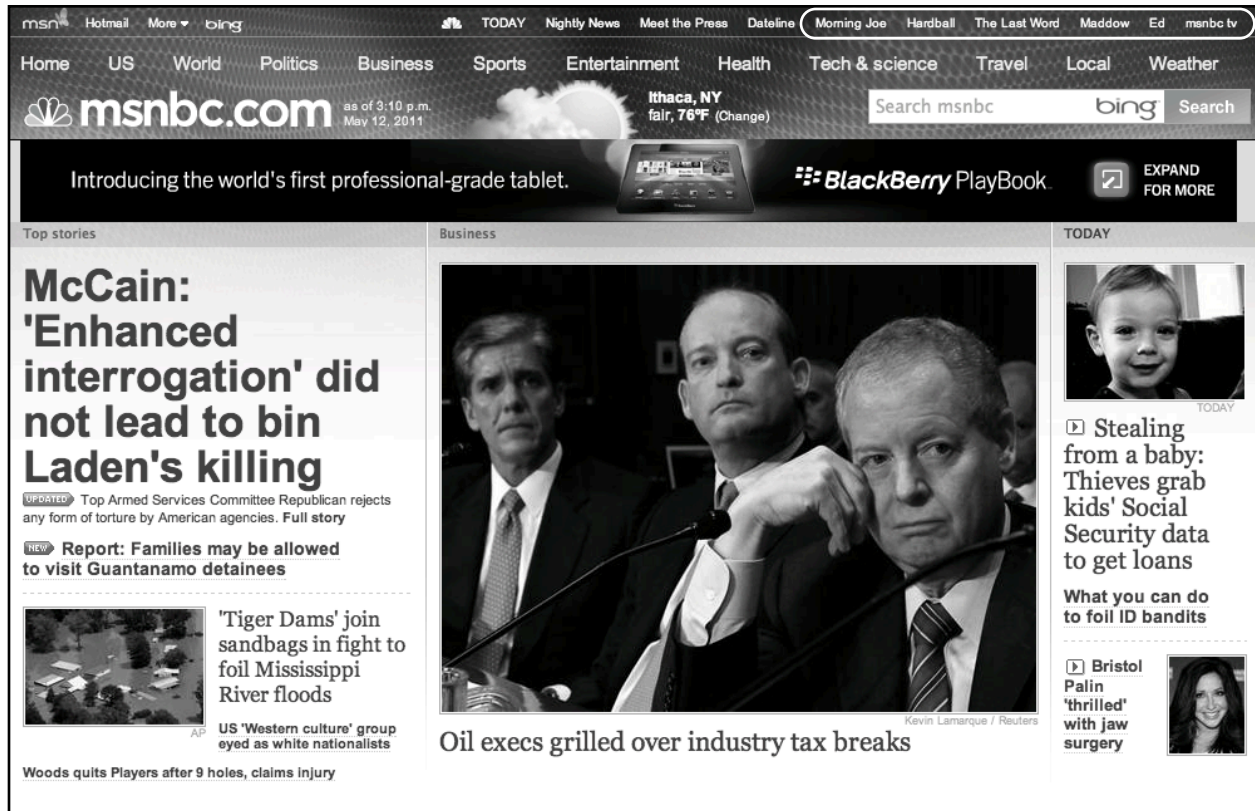 msn Hotmail More bing TODAY Nightly News Meet the Press Dateline Morning Joe Hardball The Last Word Maddow Ed msnbc tv
Home US World Politics Business Sports Entertainment Health Tech & science Travel Local Weather
msnbc.com
as of 3:10 p.m.
May 12, 2011
Ithaca, NY
fair, 76°F (Change)
Search msnbc bing Search
Introducing the world's first professional-grade tablet.
BlackBerry PlayBook
EXPAND
FOR MORE
Top stories
McCain:
'Enhanced
interrogation' did
not lead to bin
Laden's killing
UPDATED Top Armed Services Committee Republican rejects
any form of torture by American agencies. Full story
NEW Report: Families may be allowed
to visit Guantanamo detainees
AP
'Tiger Dams' join
sandbags in fight to
foil Mississippi
River floods
US 'Western culture' group
eyed as white nationalists
Woods quits Players after 9 holes, claims injury
Business
Kevin Lamarque / Reuters
Oil execs grilled over industry tax breaks
TODAY
TODAY
Stealing
from a baby:
Thieves grab
kids' Social
Security data
to get loans
What you can do
to foil ID bandits
Bristol
Palin
'thrilled'
with jaw
surgery